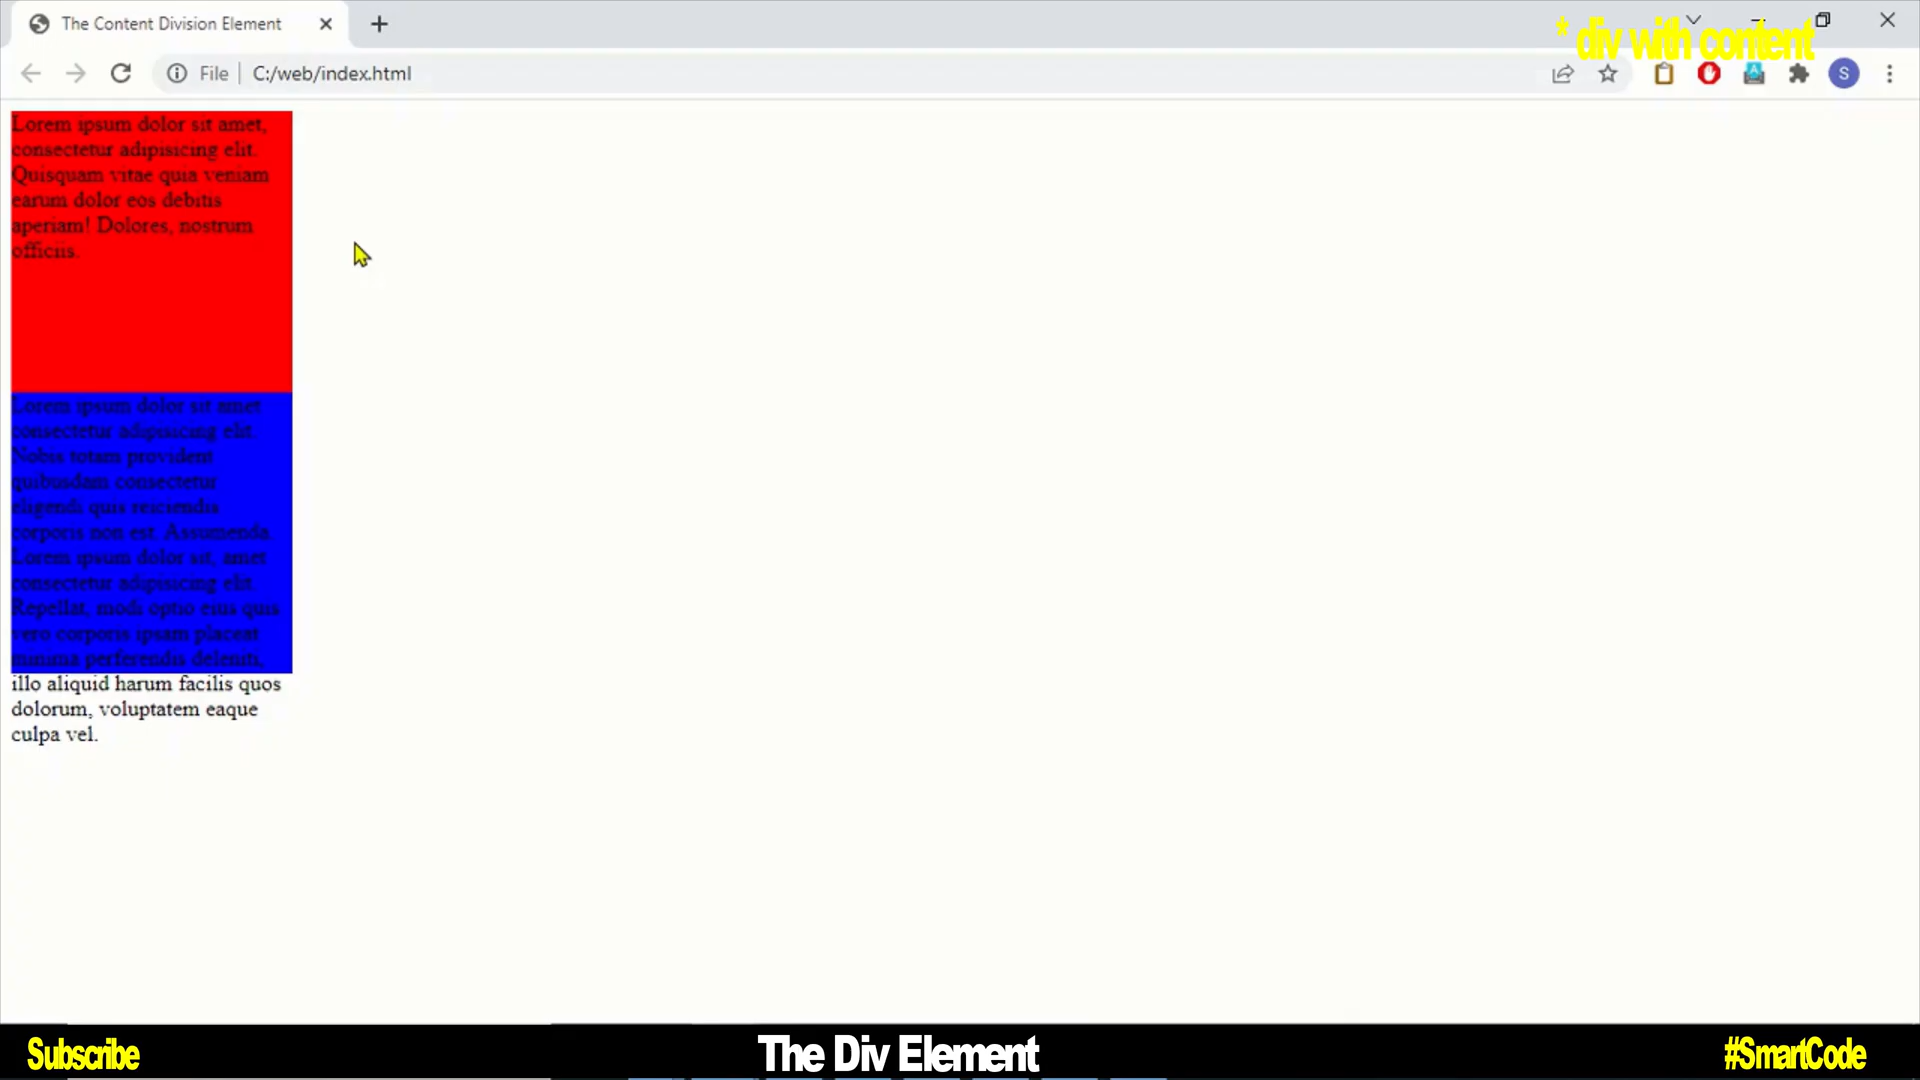 The Content Division Element
* div with content
File
C:/web/index.html
A
S
Lorem ipsum dolor sit amet,
consectetur adipisicing elit.
Quisquam vitae quia veniam
earum dolor eos debitis
aperiam! Dolores, nostrum
officiis.
Lorem ipsum dolor sit amet
consectetur adipisicing elit.
Nobis totam provident
quibusdam consectetur
eligendi quis reiciendis
corporis non est. Assumenda.
Lorem ipsum dolor sit, amet
consectetur adipisicing elit.
Repellat, modi optio eius quis
vero corporis ipsam placeat
minima perferendis deleniti,
illo aliquid harum facilis quos
dolorum, voluptatem eaque
culpa vel.
Subscribe
The Div Element
#SmartCode